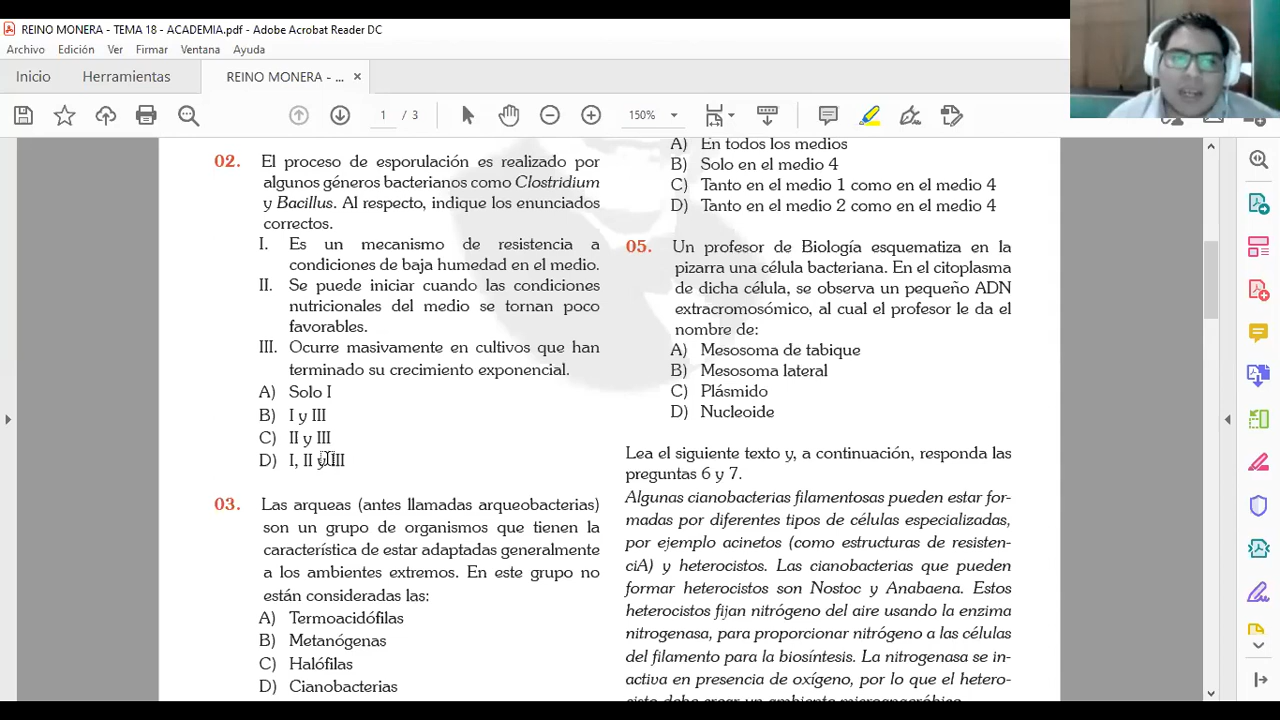 REINO MONERA - TEMA 18 - ACADEMIA.pdf - Adobe Acrobat Reader DC
Archivo Edición Ver Firmar Ventana Ayuda
Inicio Herramientas REINO MONERA - ... ×
1 / 3 150%
02. El proceso de esporulación es realizado por
algunos géneros bacterianos como Clostridium
y Bacillus. Al respecto, indique los enunciados
correctos.
I. Es un mecanismo de resistencia a
condiciones de baja humedad en el medio.
II. Se puede iniciar cuando las condiciones
nutricionales del medio se tornan poco
favorables.
III. Ocurre masivamente en cultivos que han
terminado su crecimiento exponencial.
A) Solo I
B) I y III
C) II y III
D) I, II y III
03. Las arqueas (antes llamadas arqueobacterias)
son un grupo de organismos que tienen la
característica de estar adaptadas generalmente
a los ambientes extremos. En este grupo no
están consideradas las:
A) Termoacidófilas
B) Metanógenas
C) Halófilas
D) Cianobacterias
A) En todos los medios
B) Solo en el medio 4
C) Tanto en el medio 1 como en el medio 4
D) Tanto en el medio 2 como en el medio 4
05. Un profesor de Biología esquematiza en la
pizarra una célula bacteriana. En el citoplasma
de dicha célula, se observa un pequeño ADN
extracromosómico, al cual el profesor le da el
nombre de:
A) Mesosoma de tabique
B) Mesosoma lateral
C) Plásmido
D) Nucleoide
Lea el siguiente texto y, a continuación, responda las
preguntas 6 y 7.
Algunas cianobacterias filamentosas pueden estar for-
madas por diferentes tipos de células especializadas,
por ejemplo acinetos (como estructuras de resisten-
ciA) y heterocistos. Las cianobacterias que pueden
formar heterocistos son Nostoc y Anabaena. Estos
heterocistos fijan nitrógeno del aire usando la enzima
nitrogenasa, para proporcionar nitrógeno a las células
del filamento para la biosíntesis. La nitrogenasa se in-
activa en presencia de oxígeno, por lo que el hetero-
cisto debe crear un ambiente microanaeróbico